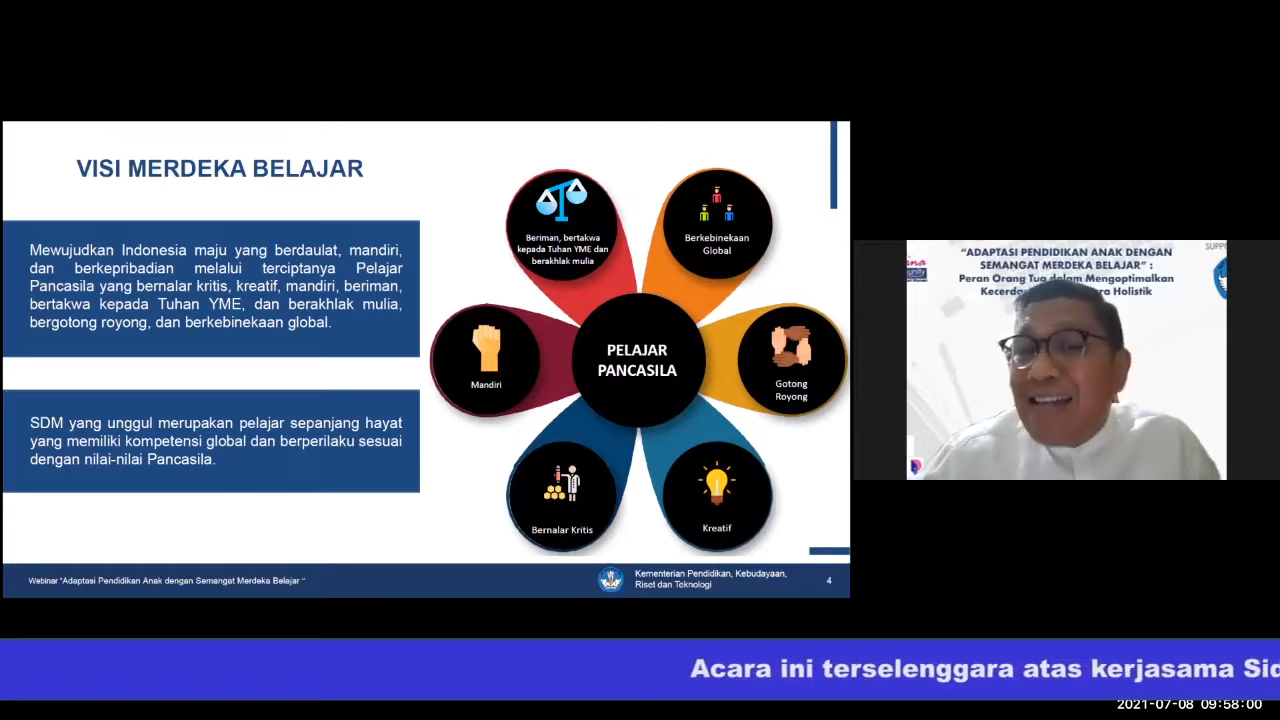 VISI MERDEKA BELAJAR
Mewujudkan Indonesia maju yang berdaulat, mandiri,
dan berkepribadian melalui terciptanya Pelajar
Pancasila yang bernalar kritis, kreatif, mandiri, beriman,
bertakwa kepada Tuhan YME, dan berakhlak mulia,
bergotong royong, dan berkebinekaan global.
SDM yang unggul merupakan pelajar sepanjang hayat
yang memiliki kompetensi global dan berperilaku sesuai
dengan nilai-nilai Pancasila.
Beriman, bertakwa
kepada Tuhan YME dan
berakhlak mulia
Berkebinekaan
Global
Mandiri
PELAJAR
PANCASILA
Gotong
Royong
Bernalar Kritis
Kreatif
Webinar "Adaptasi Pendidikan Anak dengan Semangat Merdeka Belajar "
Kementerian Pendidikan, Kebudayaan,
Riset dan Teknologi
4
"ADAPTASI PENDIDIKAN ANAK DENGAN
SEMANGAT MERDEKA BELAJAR" :
Peran Orang Tua dalam Mengoptimalkan
Holistik
Acara ini terselenggara atas kerjasama Sid
2021-07-08 09:58:00